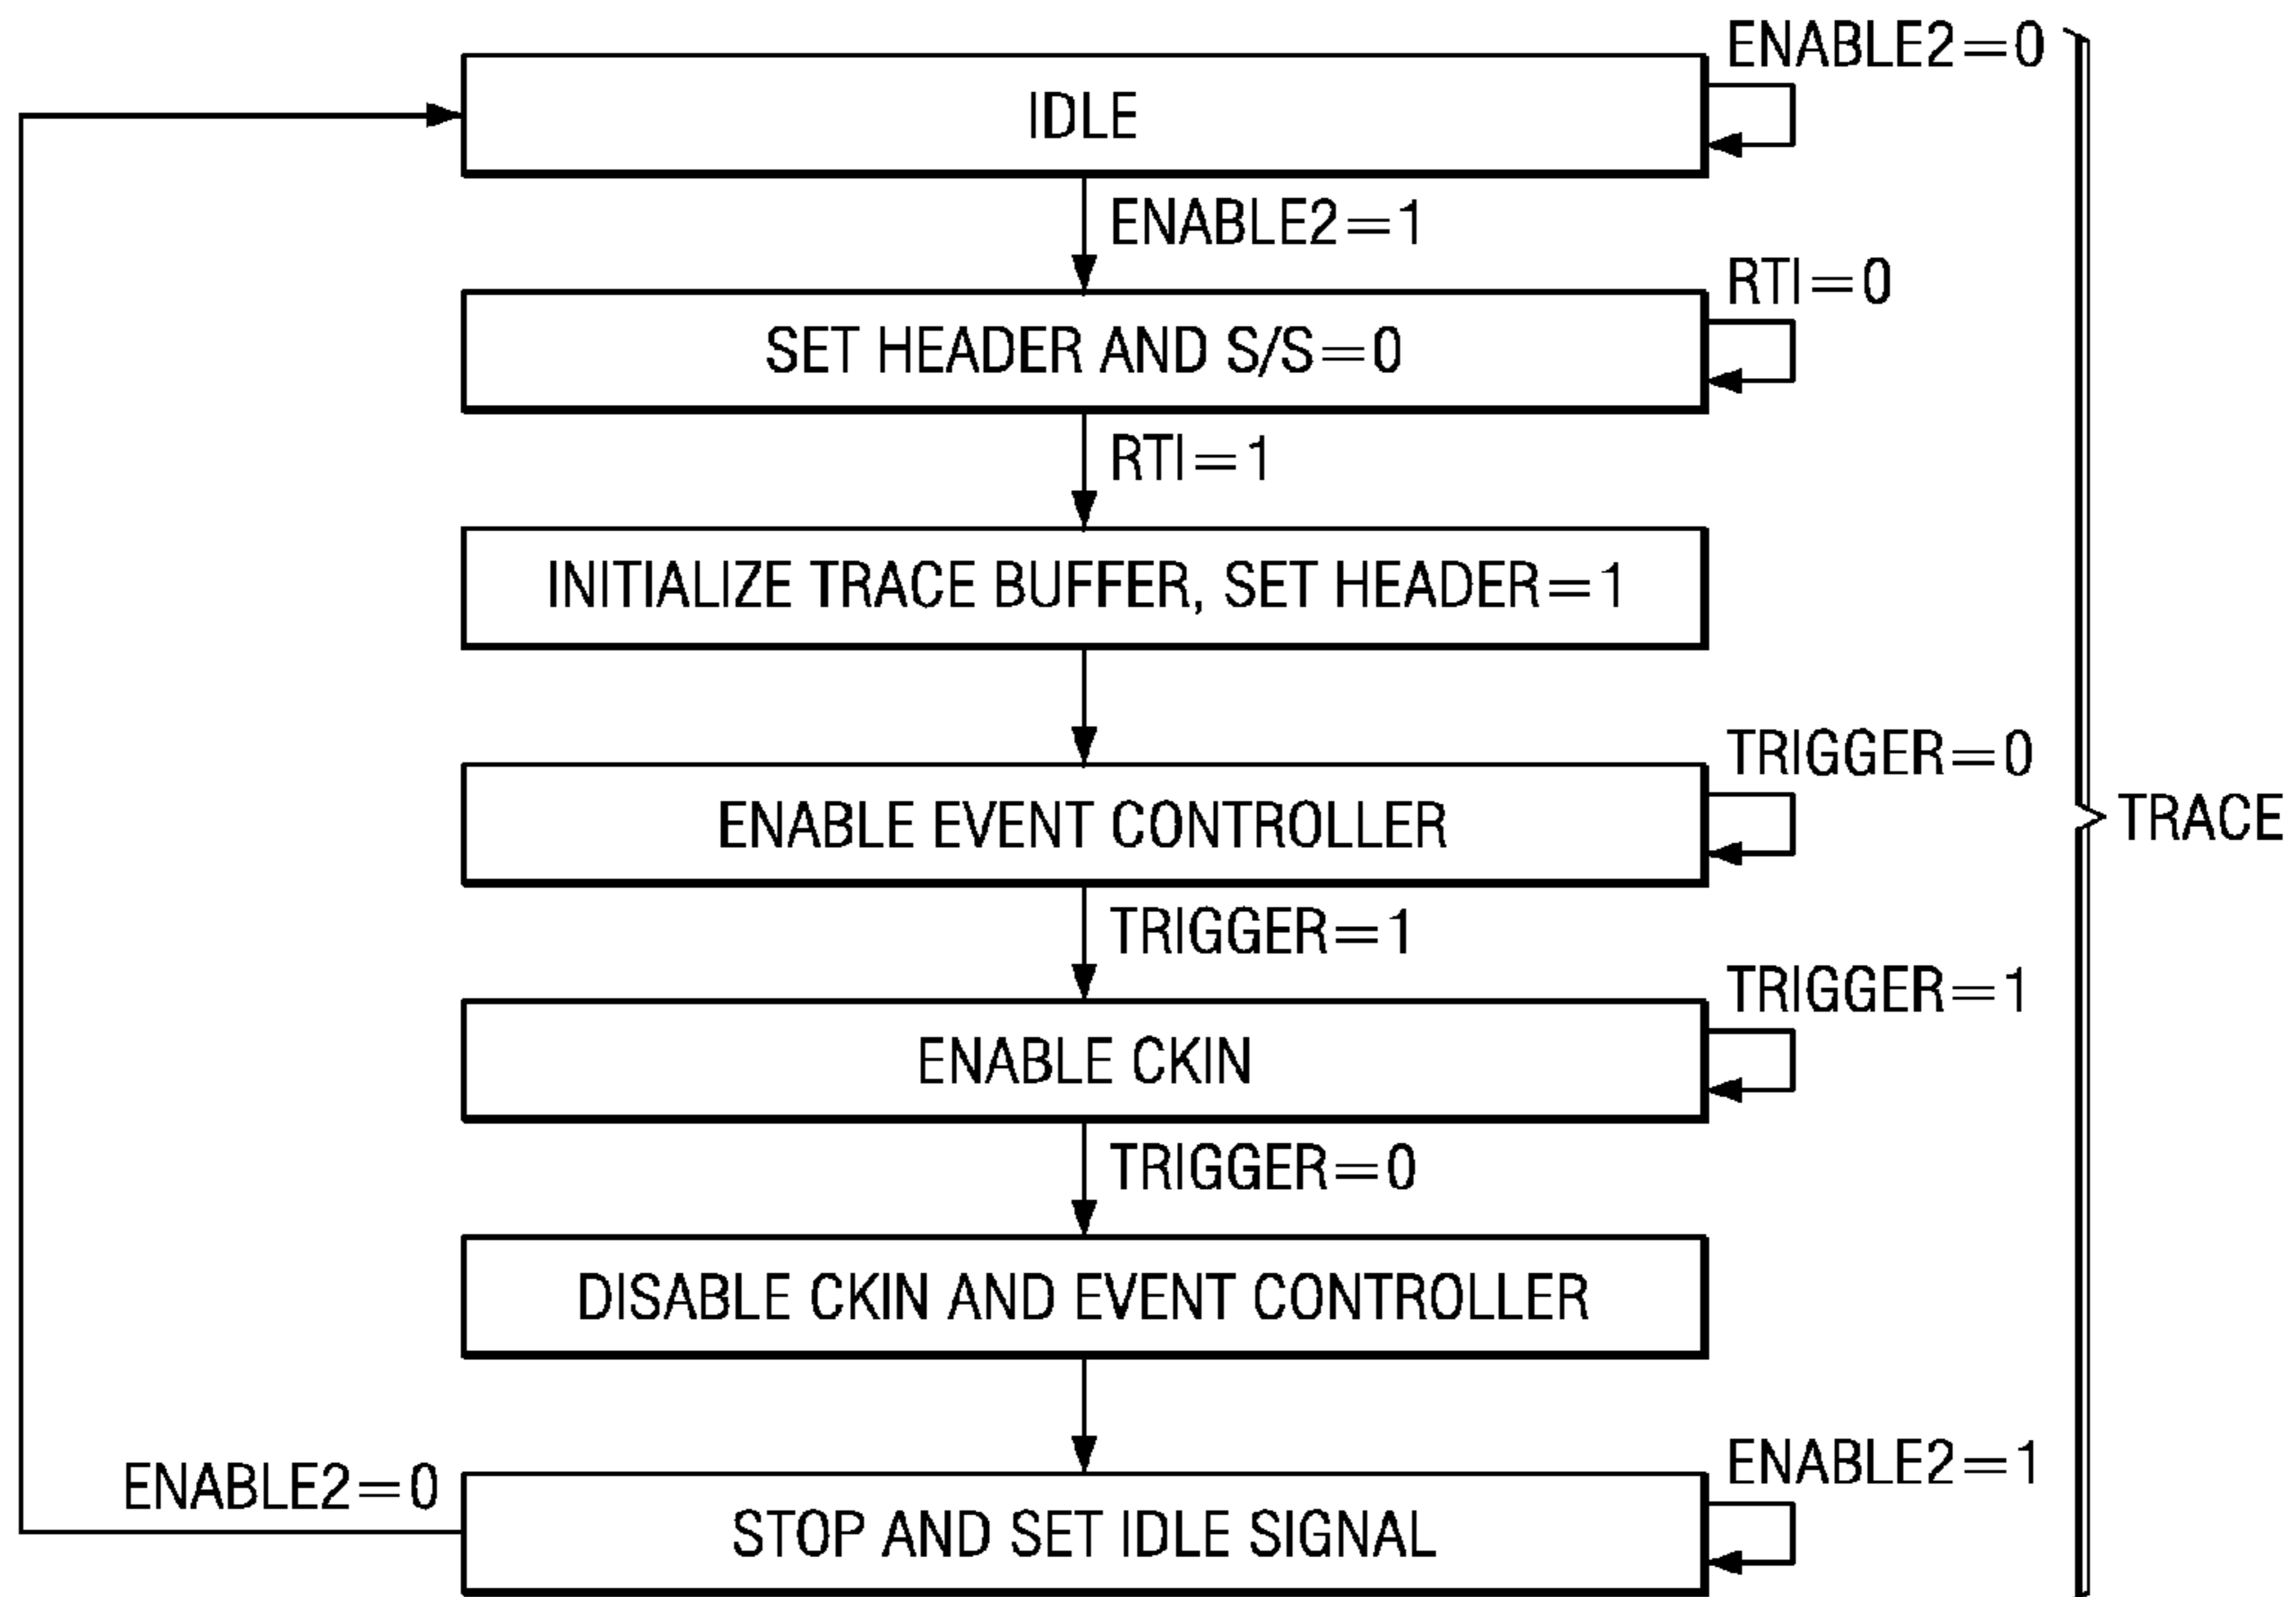 ENABLE2=0
IDLE
ENABLE2=1
RTI=0
SET HEADER AND S/S=0
RTI=1
INITIALIZE TRACE BUFFER, SET HEADER=1
TRIGGER=0
ENABLE EVENT CONTROLLER
TRACE
TRIGGER=1
TRIGGER=1
ENABLE CKIN
TRIGGER=0
DISABLE CKIN AND EVENT CONTROLLER
ENABLE2=1
ENABLE2=0
STOP AND SET IDLE SIGNAL